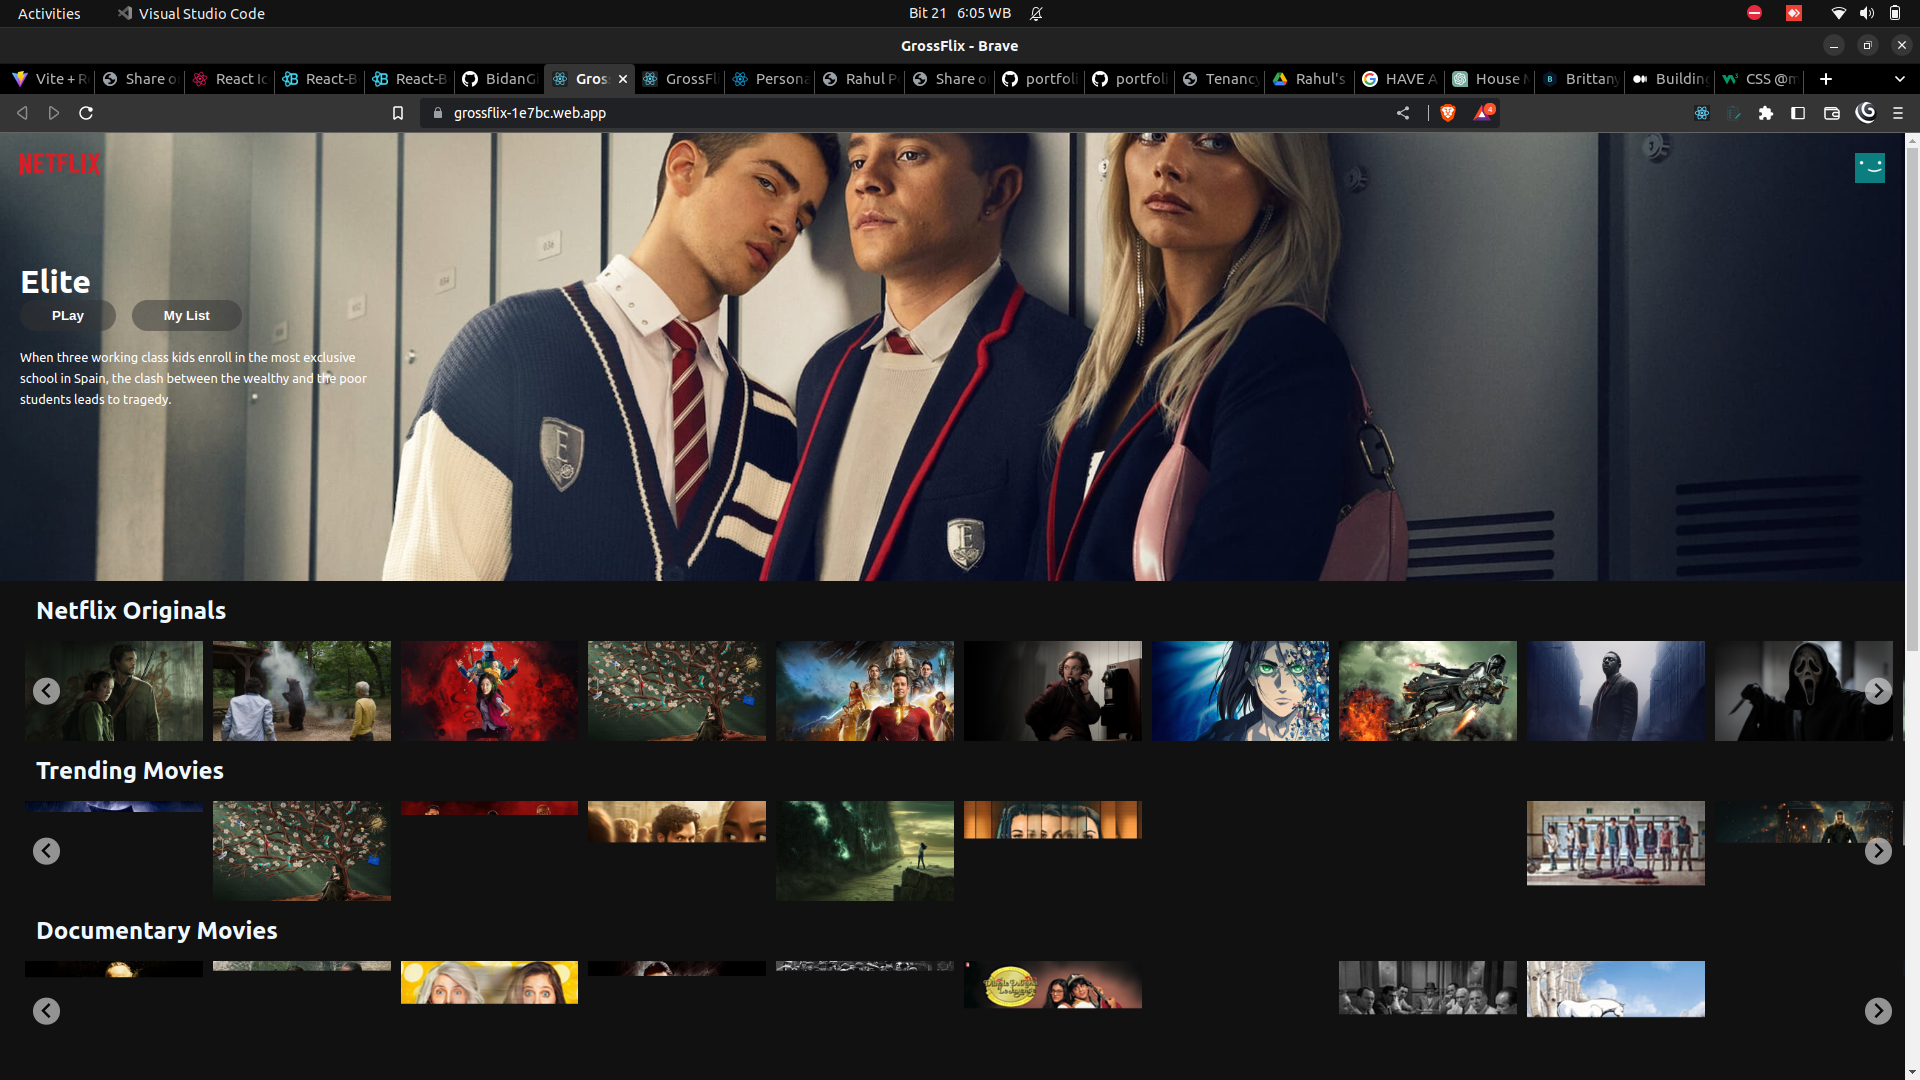 Activities
Visual Studio Code
Bit 21 6:05 WB
GrossFlix - Brave
Vite + R
Share o
React Ic
React-B
React-B
BidanGi
Gros
GrossFl
Persona
Rahul P
Share o
portfoli
portfoli
Tenancy
Rahul's
HAVE A
House M
Brittany
Building
CSS @m
grossflix-1e7bc.web.app
4
NETFLIX
036
Elite
PLay
My List
When three working class kids enroll in the most exclusive
school in Spain, the clash between the wealthy and the poor
students leads to tragedy.
E
E
Netflix Originals
Trending Movies
Documentary Movies